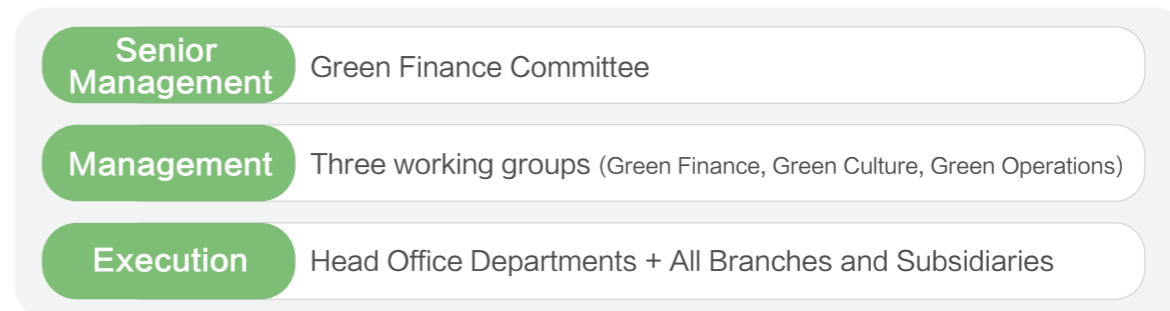 Senior
Management
Green Finance Committee
Management
Three working groups (Green Finance, Green Culture, Green Operations)
Execution
Head Office Departments + All Branches and Subsidiaries